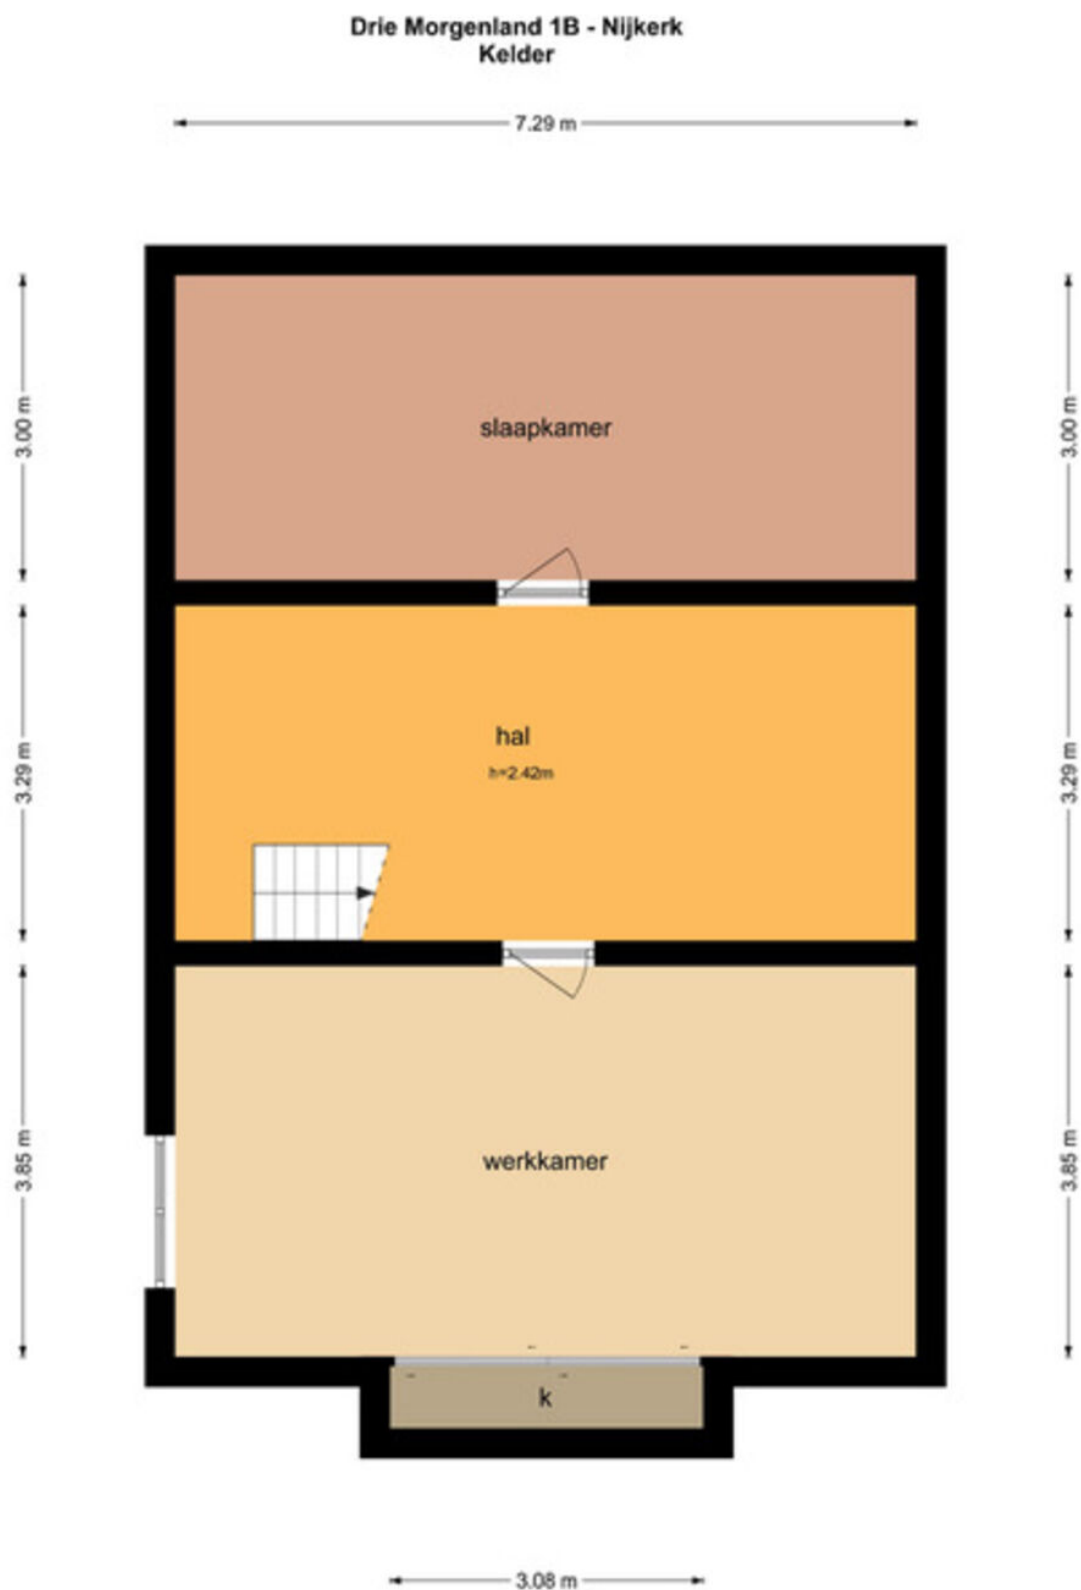 Drie Morgenland 1B - Nijkerk
Kelder
7.29 m
3.00 m
3.00 m
slaapkamer
hal
h=2.42m
3.29 m
3.29 m
werkkamer
3.85 m
3.85 m
k
3.08 m